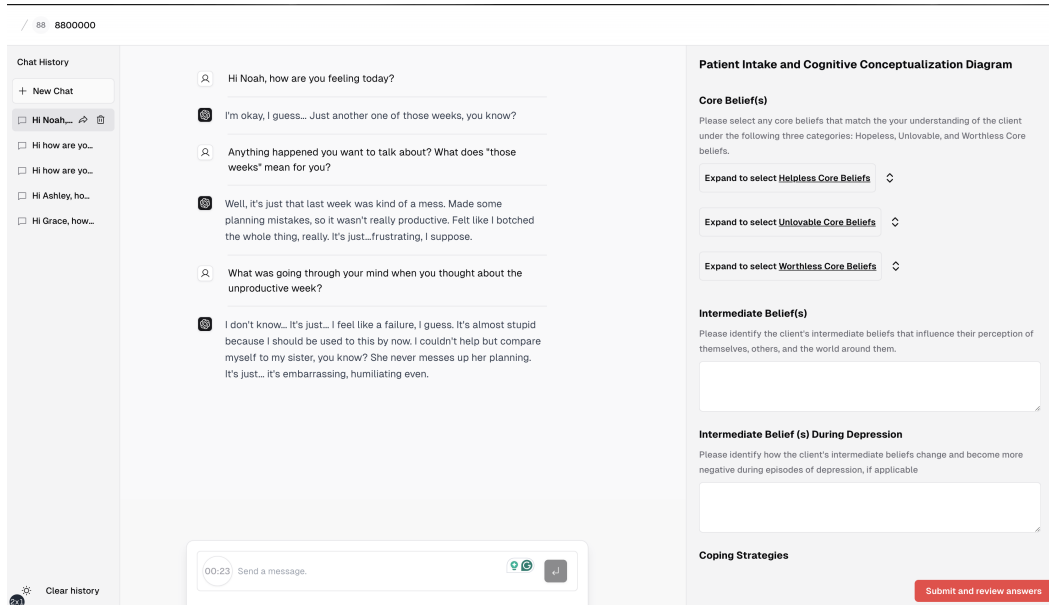 / 88 8800000
Chat History
+ New Chat
Hi Noah,...
Hi how are yo...
Hi how are yo...
Hi Ashley, ho...
Hi Grace, how...
Clear history
Hi Noah, how are you feeling today?
I'm okay, I guess... Just another one of those weeks, you know?
Anything happened you want to talk about? What does "those
weeks" mean for you?
Well, it's just that last week was kind of a mess. Made some
planning mistakes, so it wasn't really productive. Felt like I botched
the whole thing, really. It's just...frustrating, I suppose.
What was going through your mind when you thought about the
unproductive week?
I don't know... It's just... I feel like a failure, I guess. It's almost stupid
because I should be used to this by now. I couldn't help but compare
myself to my sister, you know? She never messes up her planning.
It's just... it's embarrassing, humiliating even.
00:23 Send a message.
Patient Intake and Cognitive Conceptualization Diagram
Core Belief(s)
Please select any core beliefs that match the your understanding of the client
under the following three categories: Hopeless, Unlovable, and Worthless Core
beliefs.
Expand to select Helpless Core Beliefs
Expand to select Unlovable Core Beliefs
Expand to select Worthless Core Beliefs
Intermediate Belief(s)
Please identify the client's intermediate beliefs that influence their perception of
themselves, others, and the world around them.
Intermediate Belief (s) During Depression
Please identify how the client's intermediate beliefs change and become more
negative during episodes of depression, if applicable
Coping Strategies
Submit and review answers